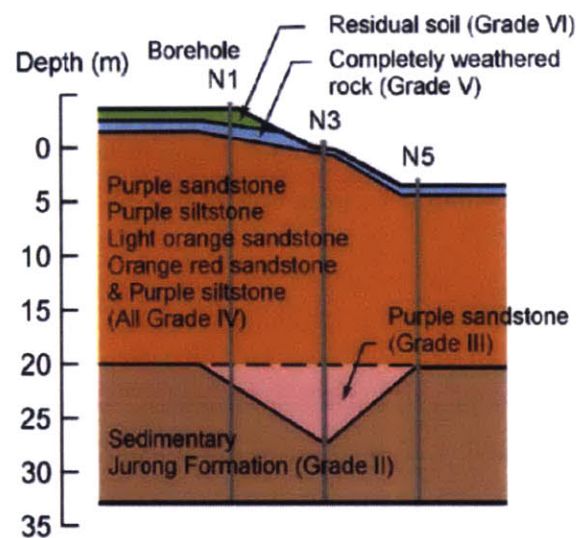 Residual soil (Grade VI)
Borehole
Completely weathered
rock (Grade V)
Depth (m)
N1
N3
N5
0
5
10
15
20
25
30
35
Purple sandstone
Purple siltstone
Light orange sandstone
Orange red sandstone
& Purple siltstone
(All Grade IV)
Purple sandstone
(Grade III)
Sedimentary
Jurong Formation (Grade II)